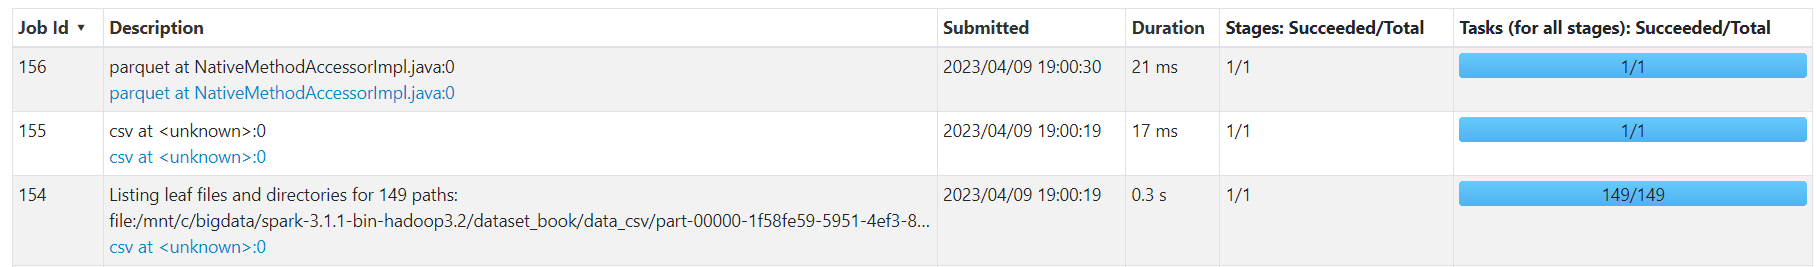 Job Id ▾ Description Submitted Duration Stages: Succeeded/Total Tasks (for all stages): Succeeded/Total
156 parquet at NativeMethodAccessorImpl.java:0 2023/04/09 19:00:30 21 ms 1/1 1/1
parquet at NativeMethodAccessorImpl.java:0
155 csv at <unknown>:0 2023/04/09 19:00:19 17 ms 1/1 1/1
csv at <unknown>:0
154 Listing leaf files and directories for 149 paths: 2023/04/09 19:00:19 0.3 s 1/1 149/149
file:/mnt/c/bigdata/spark-3.1.1-bin-hadoop3.2/dataset_book/data_csv/part-00000-1f58fe59-5951-4ef3-8...
csv at <unknown>:0